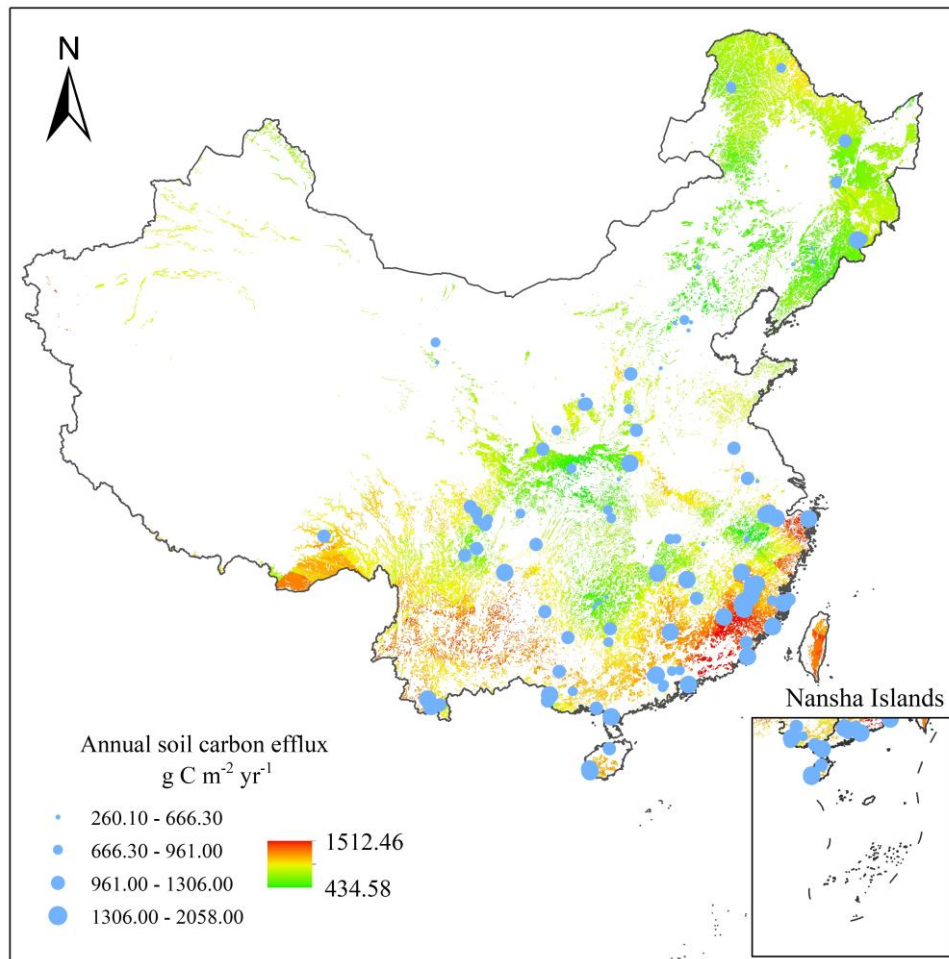 N
Nansha Islands
Annual soil carbon efflux
g C m⁻² yr⁻¹
260.10 - 666.30
666.30 - 961.00
961.00 - 1306.00
1306.00 - 2058.00
1512.46
434.58